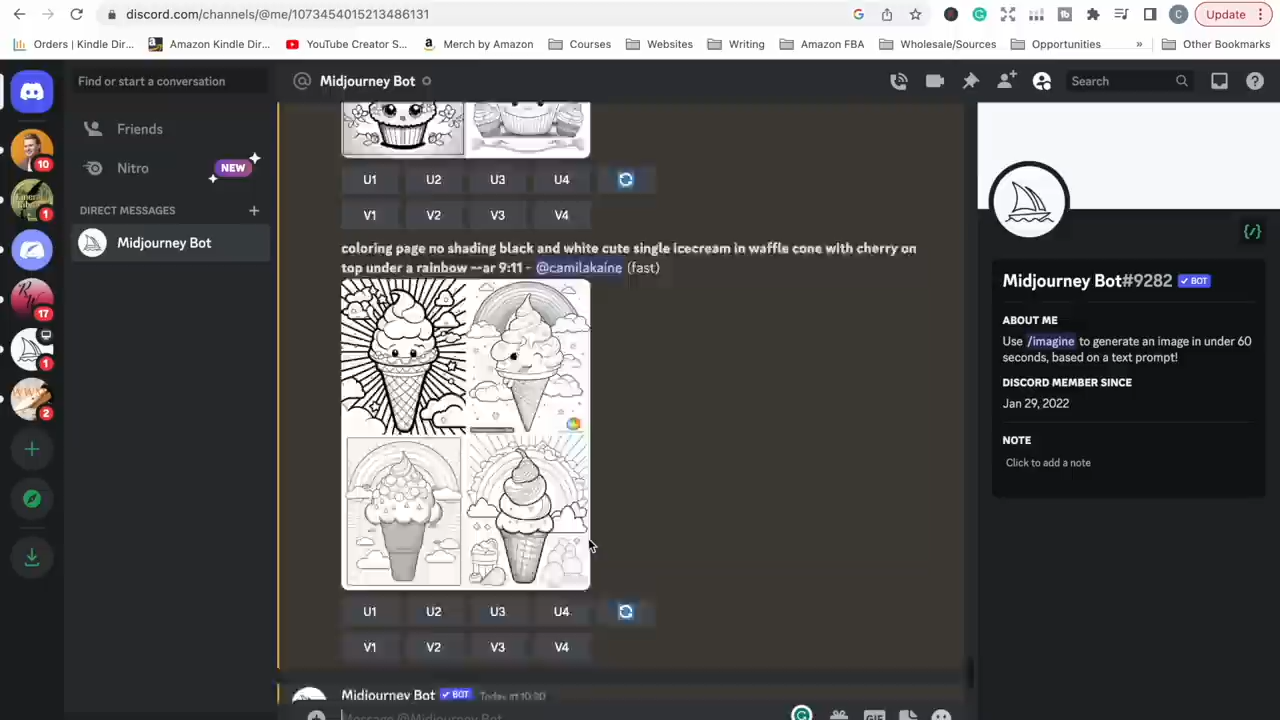 discord.com/channels/@me/1073454015213486131
C
Update
Orders | Kindle Dir...
Amazon Kindle Dir...
YouTube Creator S...
Merch by Amazon
Courses
Websites
Writing
Amazon FBA
Wholesale/Sources
Opportunities
»
Other Bookmarks
Find or start a conversation
Midjourney Bot
Search
Friends
Nitro
NEW
DIRECT MESSAGES
Midjourney Bot
10
1
17
1
2
U1 U2 U3 U4
V1 V2 V3 V4
coloring page no shading black and white cute single icecream in waffle cone with cherry on
top under a rainbow --ar 9:11 - @camilakaine (fast)
U1 U2 U3 U4
V1 V2 V3 V4
Midjourney Bot BOT
Message @Midjourney Bot
GIF
Midjourney Bot#9282 BOT
ABOUT ME
Use /imagine to generate an image in under 60
seconds, based on a text prompt!
DISCORD MEMBER SINCE
Jan 29, 2022
NOTE
Click to add a note